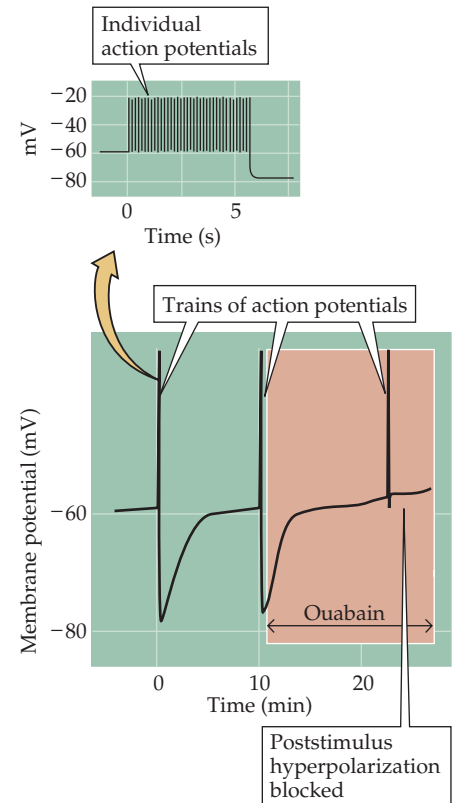 Individual
action potentials
−20
−40
−60
−80
mV
0 5
Time (s)
Trains of action potentials
Membrane potential (mV)
−60
−80
Ouabain
0 10 20
Time (min)
Poststimulus
hyperpolarization
blocked